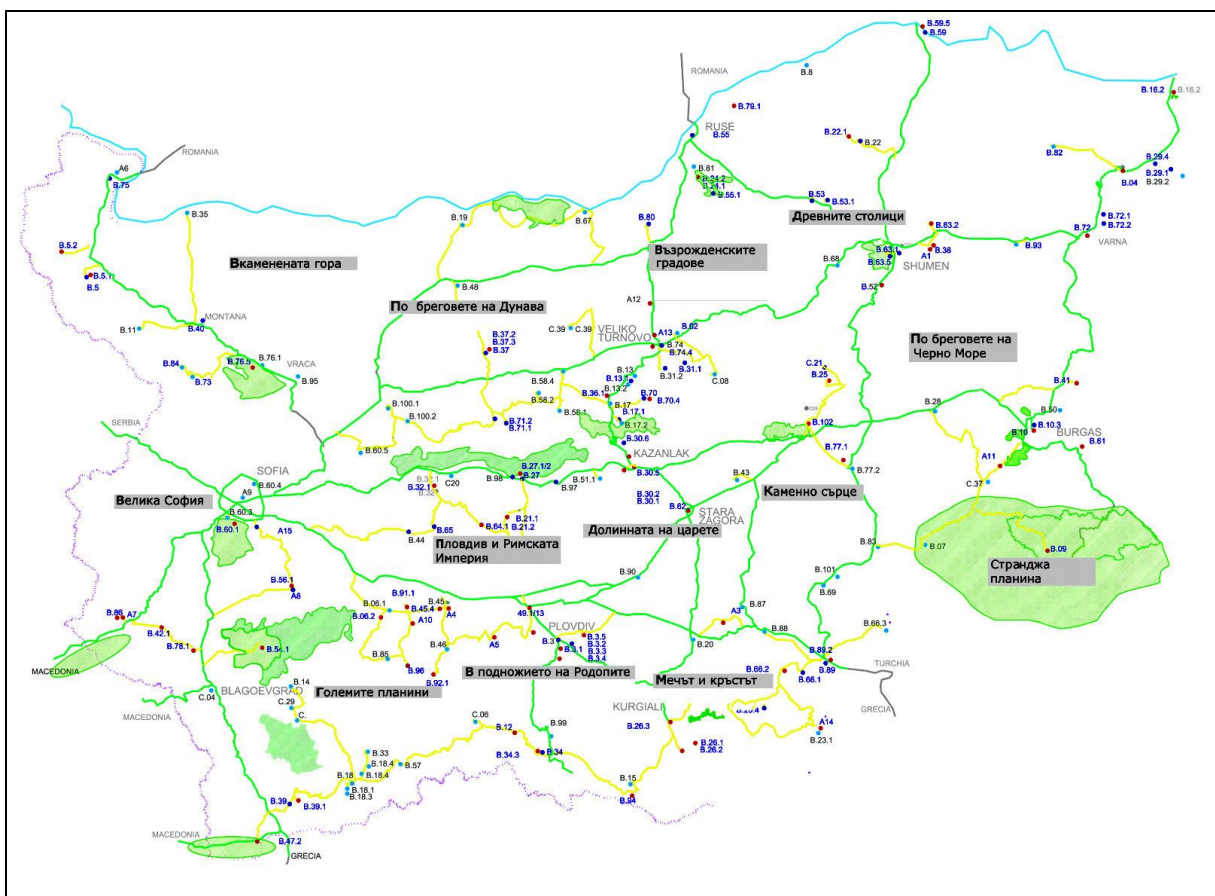 B.59.5
B.59
ROMANIA
B.8
B.16.2
B.16.2
B.79.1
RUSE
B.55
B.22.1
B.22
B.82
ROMANIA
A6
B.75
B.81
B.24.2
B.55.1
B.29.4
B.29.1
B.29.2
B.04
B.53
B.53.1
B.35
B.19
B.67
B.80
Древните столици
B.63.2
B.72.1
B.72.2
B.72
VARNA
B.5.2
Възрожденските
градове
B.63.1
B.38
A1
B.93
B.63.5
SHUMEN
B.68
Вкаменената гора
B.5
B.48
B.52
По бреговете на Дунава
A12
MONTANA
B.11
B.40
C.39
C.39
VELIKO
TURNOVO
A13
B.02
B.74
B.74.4
B.37.2
B.37.3
B.37
По бреговете на
Черно Море
B.84
B.73
B.76.5
B.76.1
VRACA
B.95
B.31.2
B.31.1
C.08
C.21
B.25
B.13
B.13.1
B.13.2
B.58.4
B.58.2
B.58.1
B.36.1
B.17
B.17.1
B.17.2
B.70
B.70.4
B.41
B.100.1
B.100.2
B.71.2
B.71.1
B.28
B.50
B.10.3
B.10
BURGAS
B.61
B.102
SERBIA
B.60.5
B.30.6
KAZANLAK
B.30.5
B.77.1
B.77.2
A11
SOFIA
B.60.4
A9
B.27.1/2
B.27
B.98
B.97
C20
B.32.1
B.32.1
B.51.1
B.43
C.37
Велика София
B.60.3
B.60.1
A15
B.30.2
B.30.1
B.62
STARA
ZAGORA
Каменно сърце
B.21.1
B.21.2
B.64.1
B.65
B.44
Долинната на царете
Пловдив и Римската
Империя
B.83
B.07
B.09
Странджа
планина
B.56.1
A8
B.90
B.101
B.69
B.86
A7
B.42.1
B.78.1
B.06.1
B.06.2
B.91.1
B.45
B.45.4
A4
A10
49.1/13
PLOVDIV
A3
B.87
B.88
B.66.3
B.54.1
B.85
B.96
B.46
B.92.1
A5
B.3
B.3.1
B.3.5
B.3.2
B.3.3
B.3.4
B.20
B.89.2
B.89
TURCHIA
MACEDONIA
В подножието на Родопите
B.66.2
B.66.1
Мечът и кръстът
BLAGOEVGRAD
C.04
B.14
C.29
C.
Големите планини
MACEDONIA
KURGIALI
B.26.3
B.26.1
B.26.2
GRECIA
A14
B.23.1
C.06
B.12
B.99
B.34.3
B.34
B.33
B.18.4
B.18.4
B.57
B.18
B.18.1
B.18.3
B.15
B.94
B.39
B.39.1
MACEDONIA
B.47.2
GRECIA